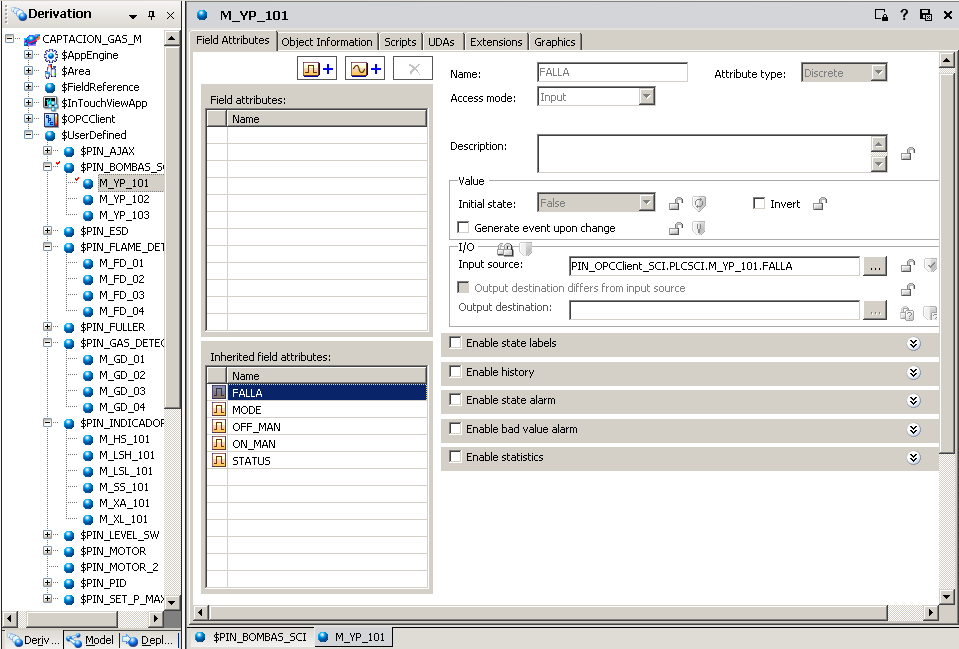 Derivation
CAPTACION_GAS_M
$AppEngine
$Area
$FieldReference
$InTouchViewApp
$OPCClient
$UserDefined
$PIN_AJAX
$PIN_BOMBAS_SC
M_YP_101
M_YP_102
M_YP_103
$PIN_ESD
$PIN_FLAME_DET
M_FD_01
M_FD_02
M_FD_03
M_FD_04
$PIN_FULLER
$PIN_GAS_DETEC
M_GD_01
M_GD_02
M_GD_03
M_GD_04
$PIN_INDICADOR
M_HS_101
M_LSH_101
M_LSL_101
M_SS_101
M_XA_101
M_XL_101
$PIN_LEVEL_SW
$PIN_MOTOR
$PIN_MOTOR_2
$PIN_PID
$PIN_SET_P_MAX
Deriv... Model Depl...
M_YP_101
Field Attributes Object Information Scripts UDAs Extensions Graphics
Field attributes:
Name
Inherited field attributes:
Name
FALLA
MODE
OFF_MAN
ON_MAN
STATUS
Name: FALLA Attribute type: Discrete
Access mode: Input
Description:
Value
Initial state: False Invert
Generate event upon change
I/O
Input source: PIN_OPCClient_SCI.PLCSCI.M_YP_101.FALLA ...
Output destination differs from input source
Output destination: ...
Enable state labels
Enable history
Enable state alarm
Enable bad value alarm
Enable statistics
$PIN_BOMBAS_SCI M_YP_101